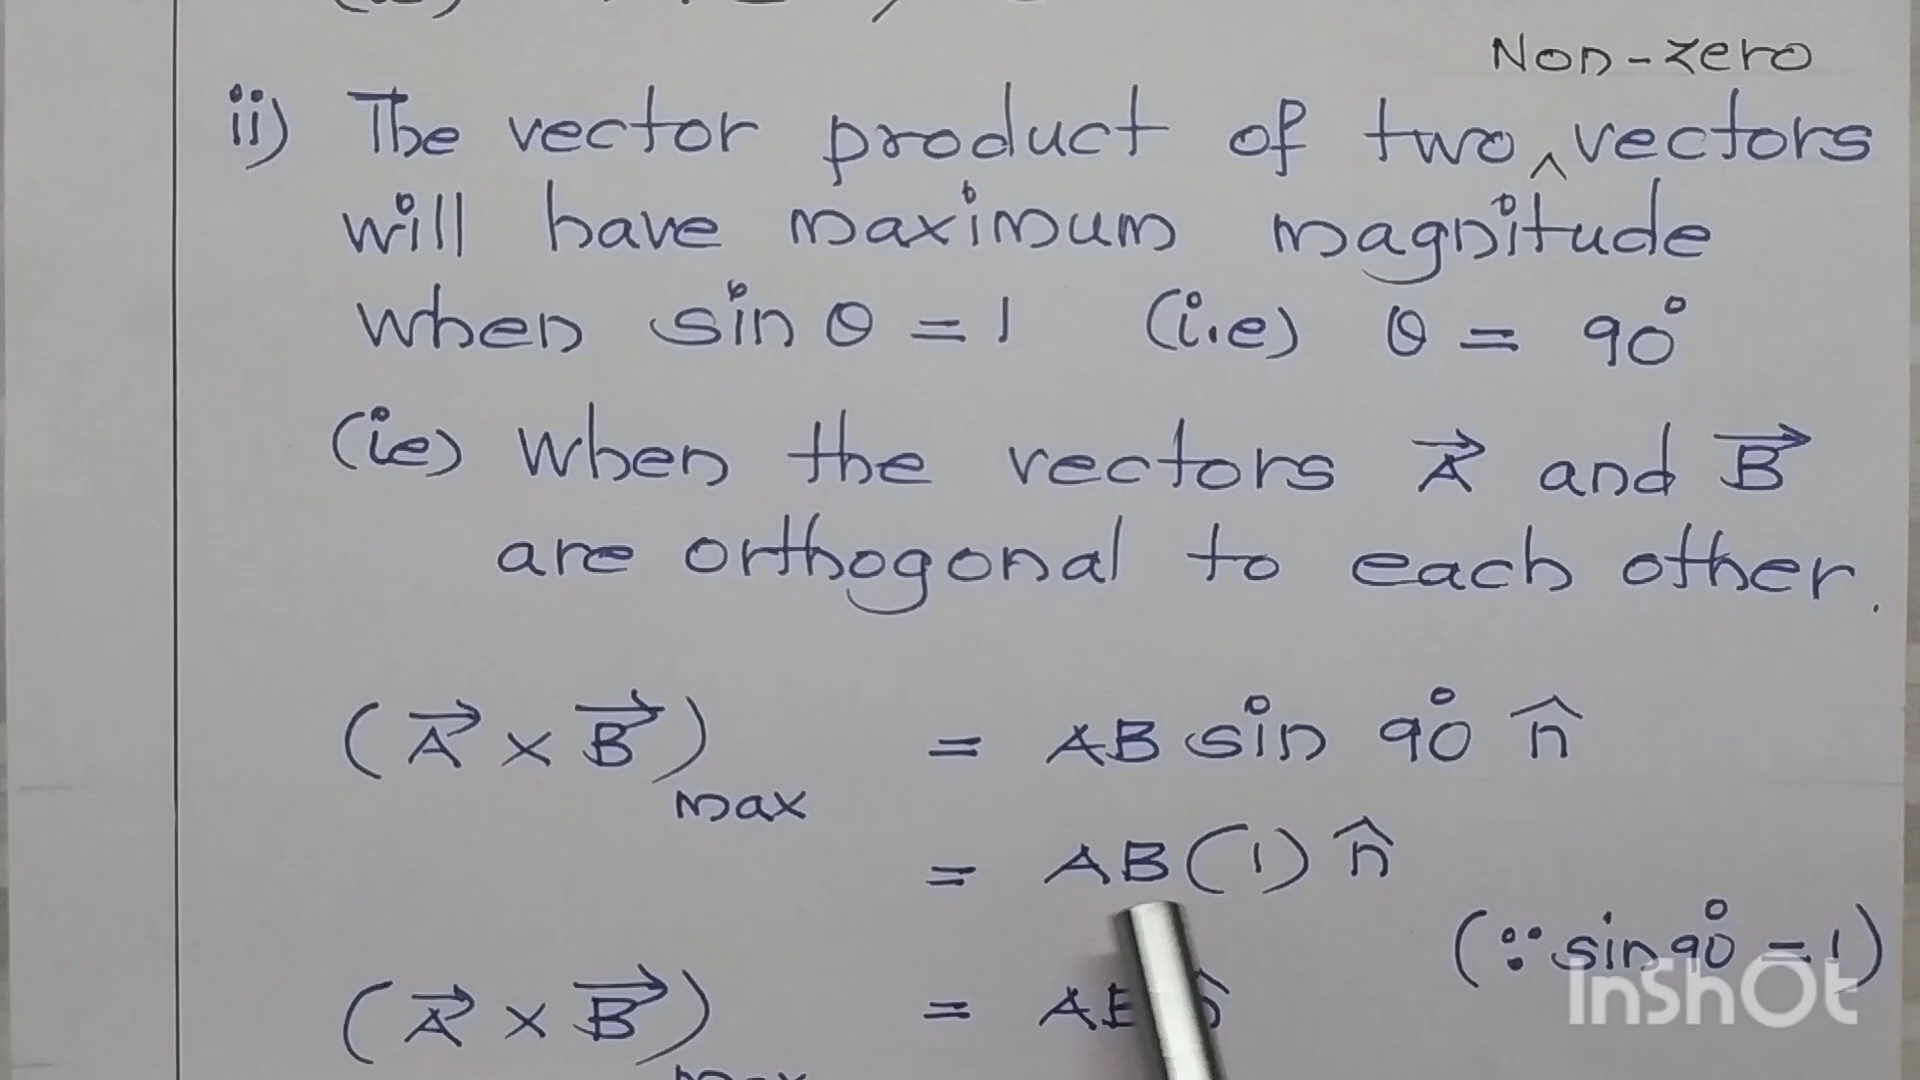 Non-zero
ii) The vector product of two ^ vectors
will have maximum magnitude
when sin θ = 1 (i.e) θ = 90°
(ie) when the vectors A⃗ and B⃗
are orthogonal to each other.
(A⃗ × B⃗)max = AB sin 90° n̂
= AB(1) n̂
(∵ sin 90° = 1)
(A⃗ × B⃗)max =
InShOt